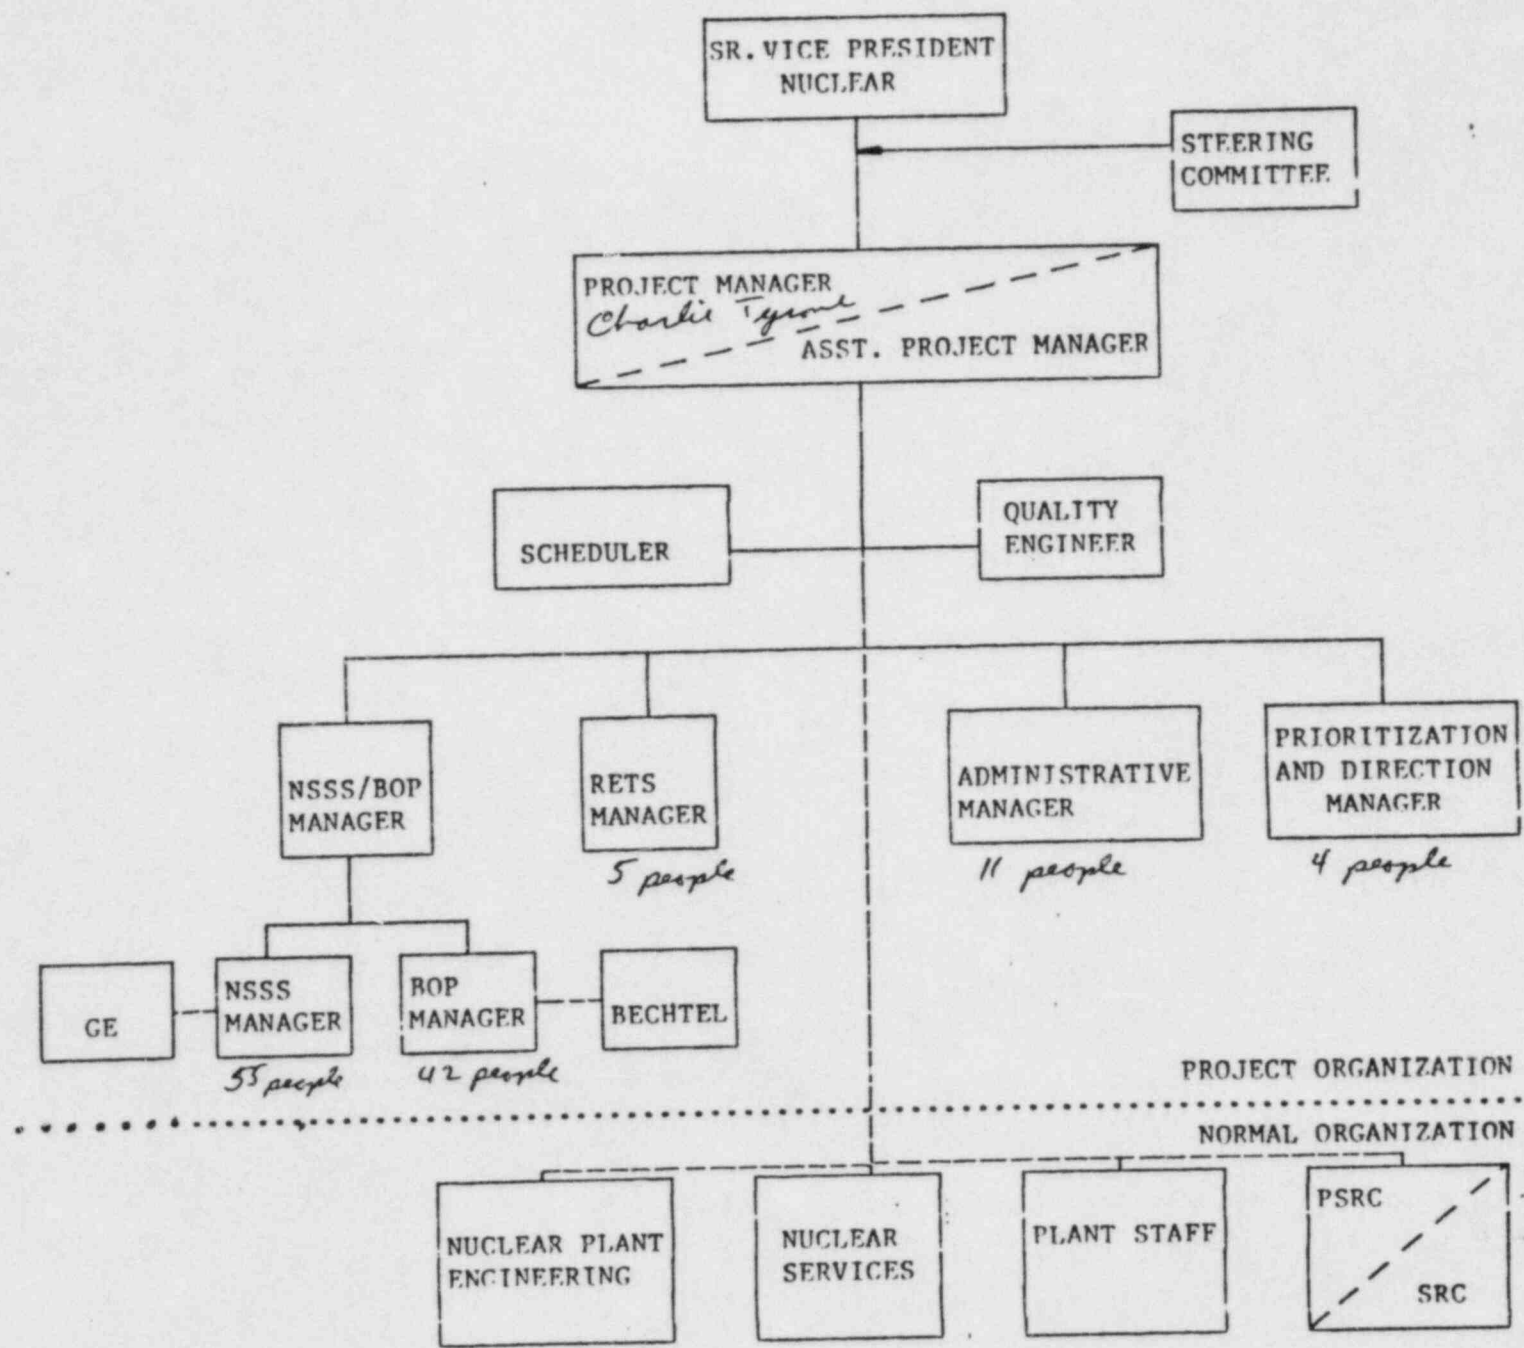 SR. VICE PRESIDENT
NUCLEAR
STEERING
COMMITTEE
PROJECT MANAGER
Charlie Tyrone
ASST. PROJECT MANAGER
SCHEDULER
QUALITY
ENGINEER
NSSS/BOP
MANAGER
RETS
MANAGER
5 people
ADMINISTRATIVE
MANAGER
11 people
PRIORITIZATION
AND DIRECTION
MANAGER
4 people
GE
NSSS
MANAGER
55 people
BOP
MANAGER
42 people
BECHTEL
PROJECT ORGANIZATION
NORMAL ORGANIZATION
NUCLEAR PLANT
ENGINEERING
NUCLEAR
SERVICES
PLANT STAFF
PSRC
SRC